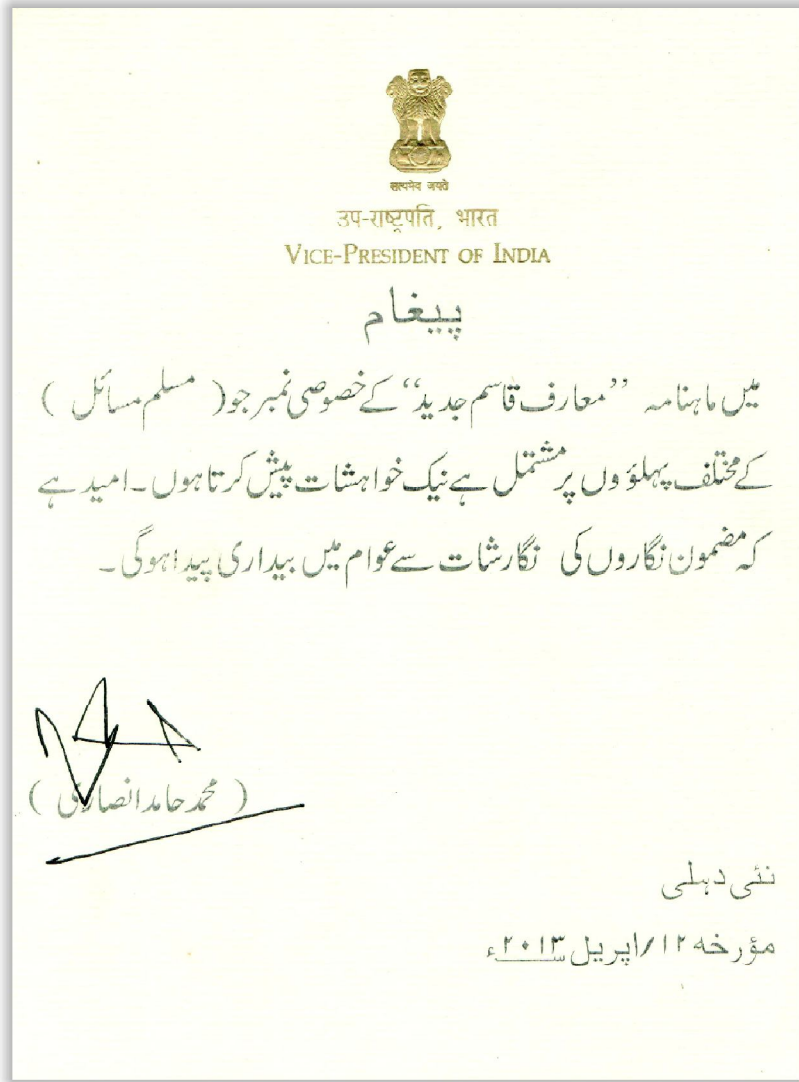 सत्यमेव जयते
उप-राष्ट्रपति, भारत
VICE-PRESIDENT OF INDIA
پیغام
میں ماہنامہ ”معارف قاسم جدید“ کے خصوصی نمبر جو ( مسلم مسائل )
کے مختلف پہلوؤں پر مشتمل ہے نیک خواہشات پیش کرتا ہوں۔ امید ہے
کہ مضمون نگاروں کی نگارشات سے عوام میں بیداری پیدا ہوگی۔
( محمد حامد انصاری )
نئی دہلی
مؤرخہ ۱۲/اپریل ۲۰۱۳ء